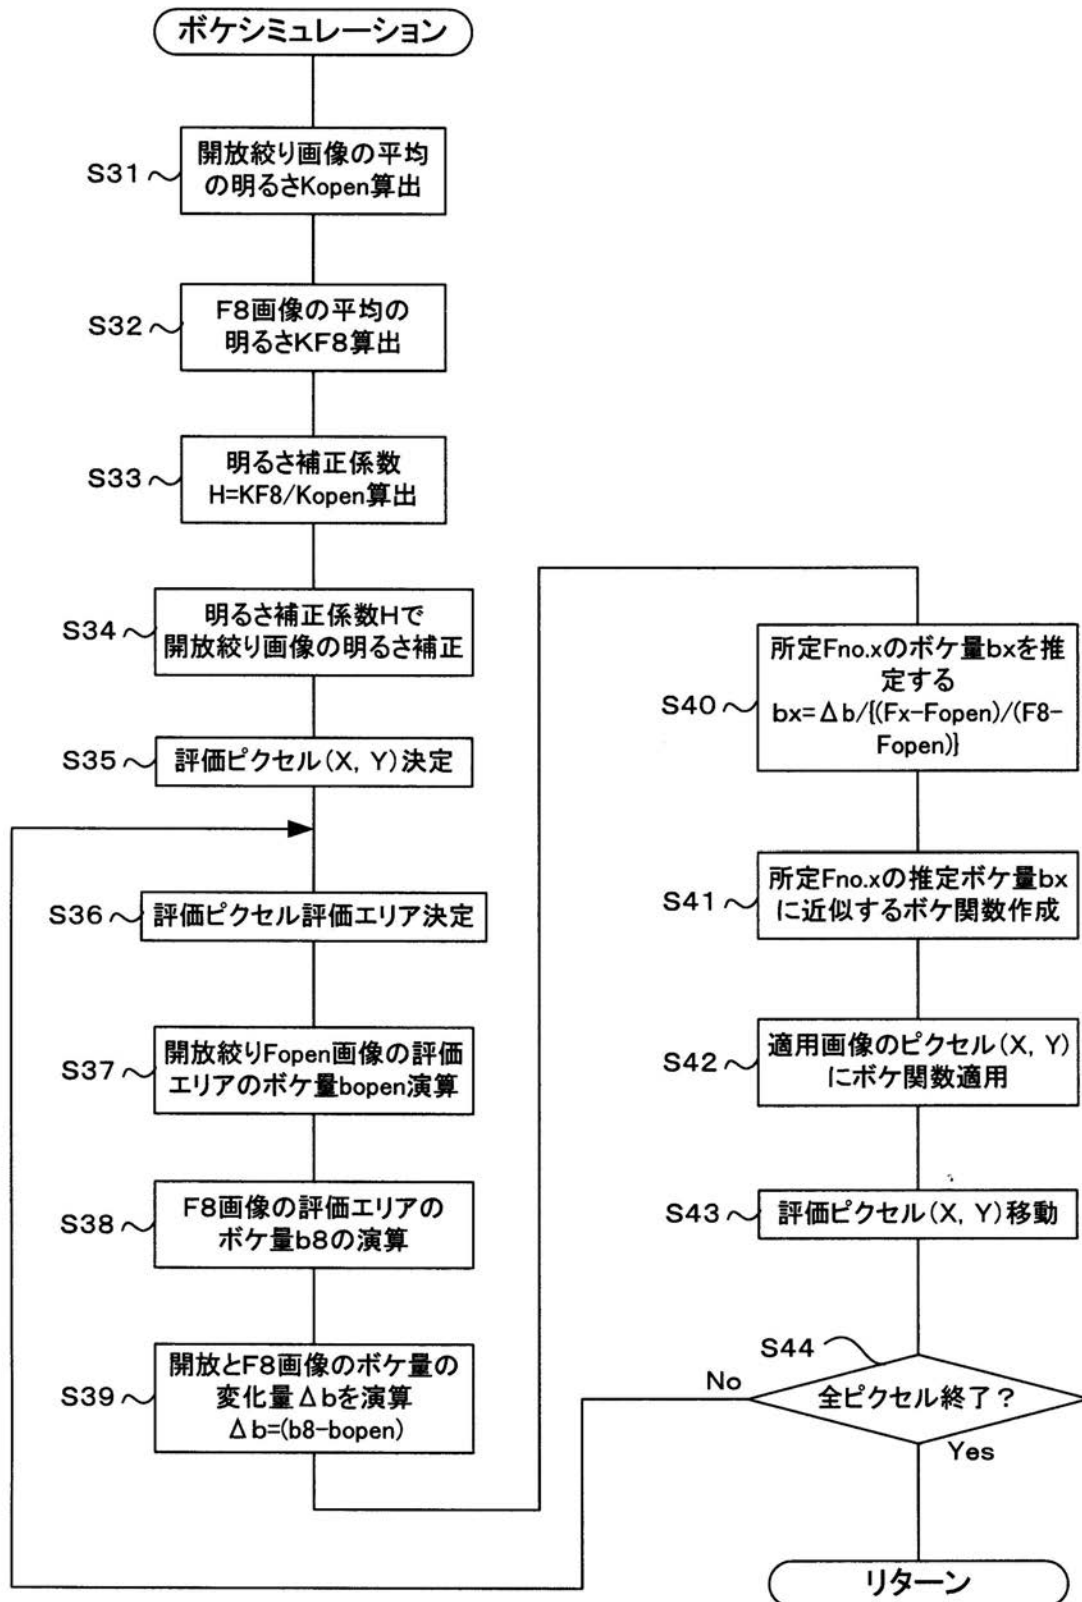 ボケシミュレーション
S31
開放絞り画像の平均
の明るさKopen算出
S32
F8画像の平均の
明るさKF8算出
S33
明るさ補正係数
H=KF8/Kopen算出
S34
明るさ補正係数Hで
開放絞り画像の明るさ補正
S35
評価ピクセル(X, Y)決定
S36
評価ピクセル評価エリア決定
S37
開放絞りFopen画像の評価
エリアのボケ量bopen演算
S38
F8画像の評価エリアの
ボケ量b8の演算
S39
開放とF8画像のボケ量の
変化量Δbを演算
Δb=(b8-bopen)
S40
所定Fno.xのボケ量bxを推
定する
bx=Δb/{(Fx-Fopen)/(F8-
Fopen)}
S41
所定Fno.xの推定ボケ量bx
に近似するボケ関数作成
S42
適用画像のピクセル(X, Y)
にボケ関数適用
S43
評価ピクセル(X, Y)移動
S44
全ピクセル終了?
No
Yes
リターン